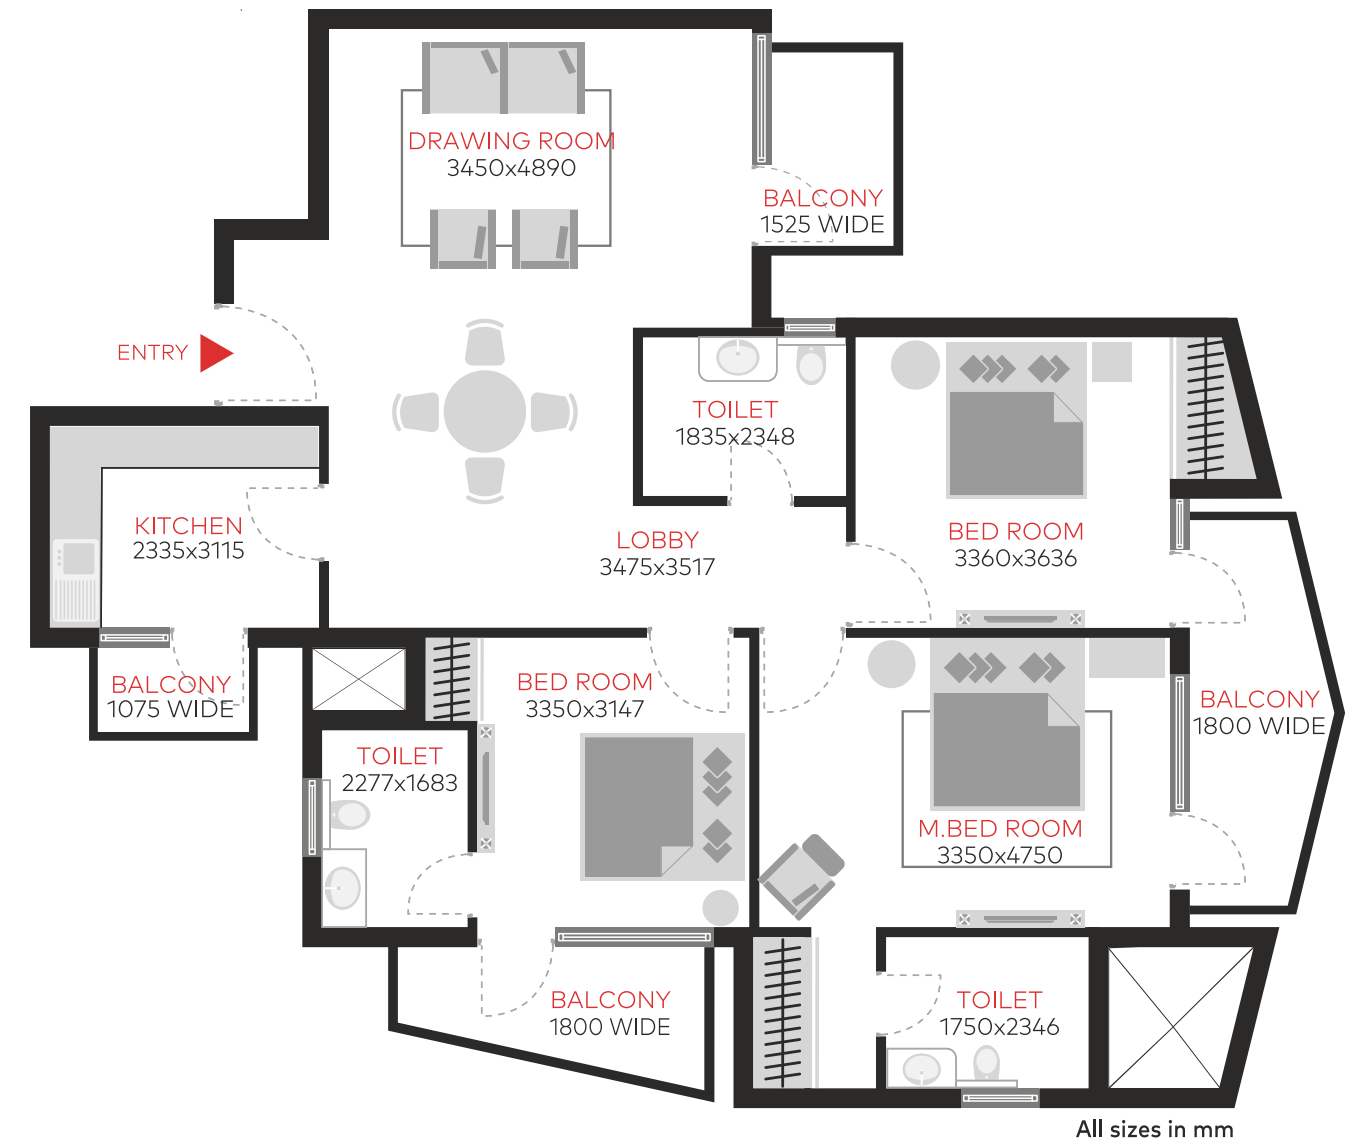 DRAWING ROOM
3450x4890
BALCONY
1525 WIDE
ENTRY
TOILET
1835x2348
KITCHEN
2335x3115
LOBBY
3475x3517
BED ROOM
3360x3636
BALCONY
1075 WIDE
BED ROOM
3350x3147
BALCONY
1800 WIDE
TOILET
2277x1683
M.BED ROOM
3350x4750
BALCONY
1800 WIDE
TOILET
1750x2346
All sizes in mm